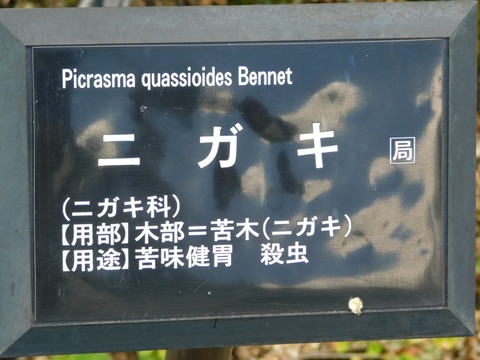 Picrasma quassioides Bennet
ニガキ 局
(ニガキ科)
【用部】木部＝苦木(ニガキ)
【用途】苦味健胃　殺虫